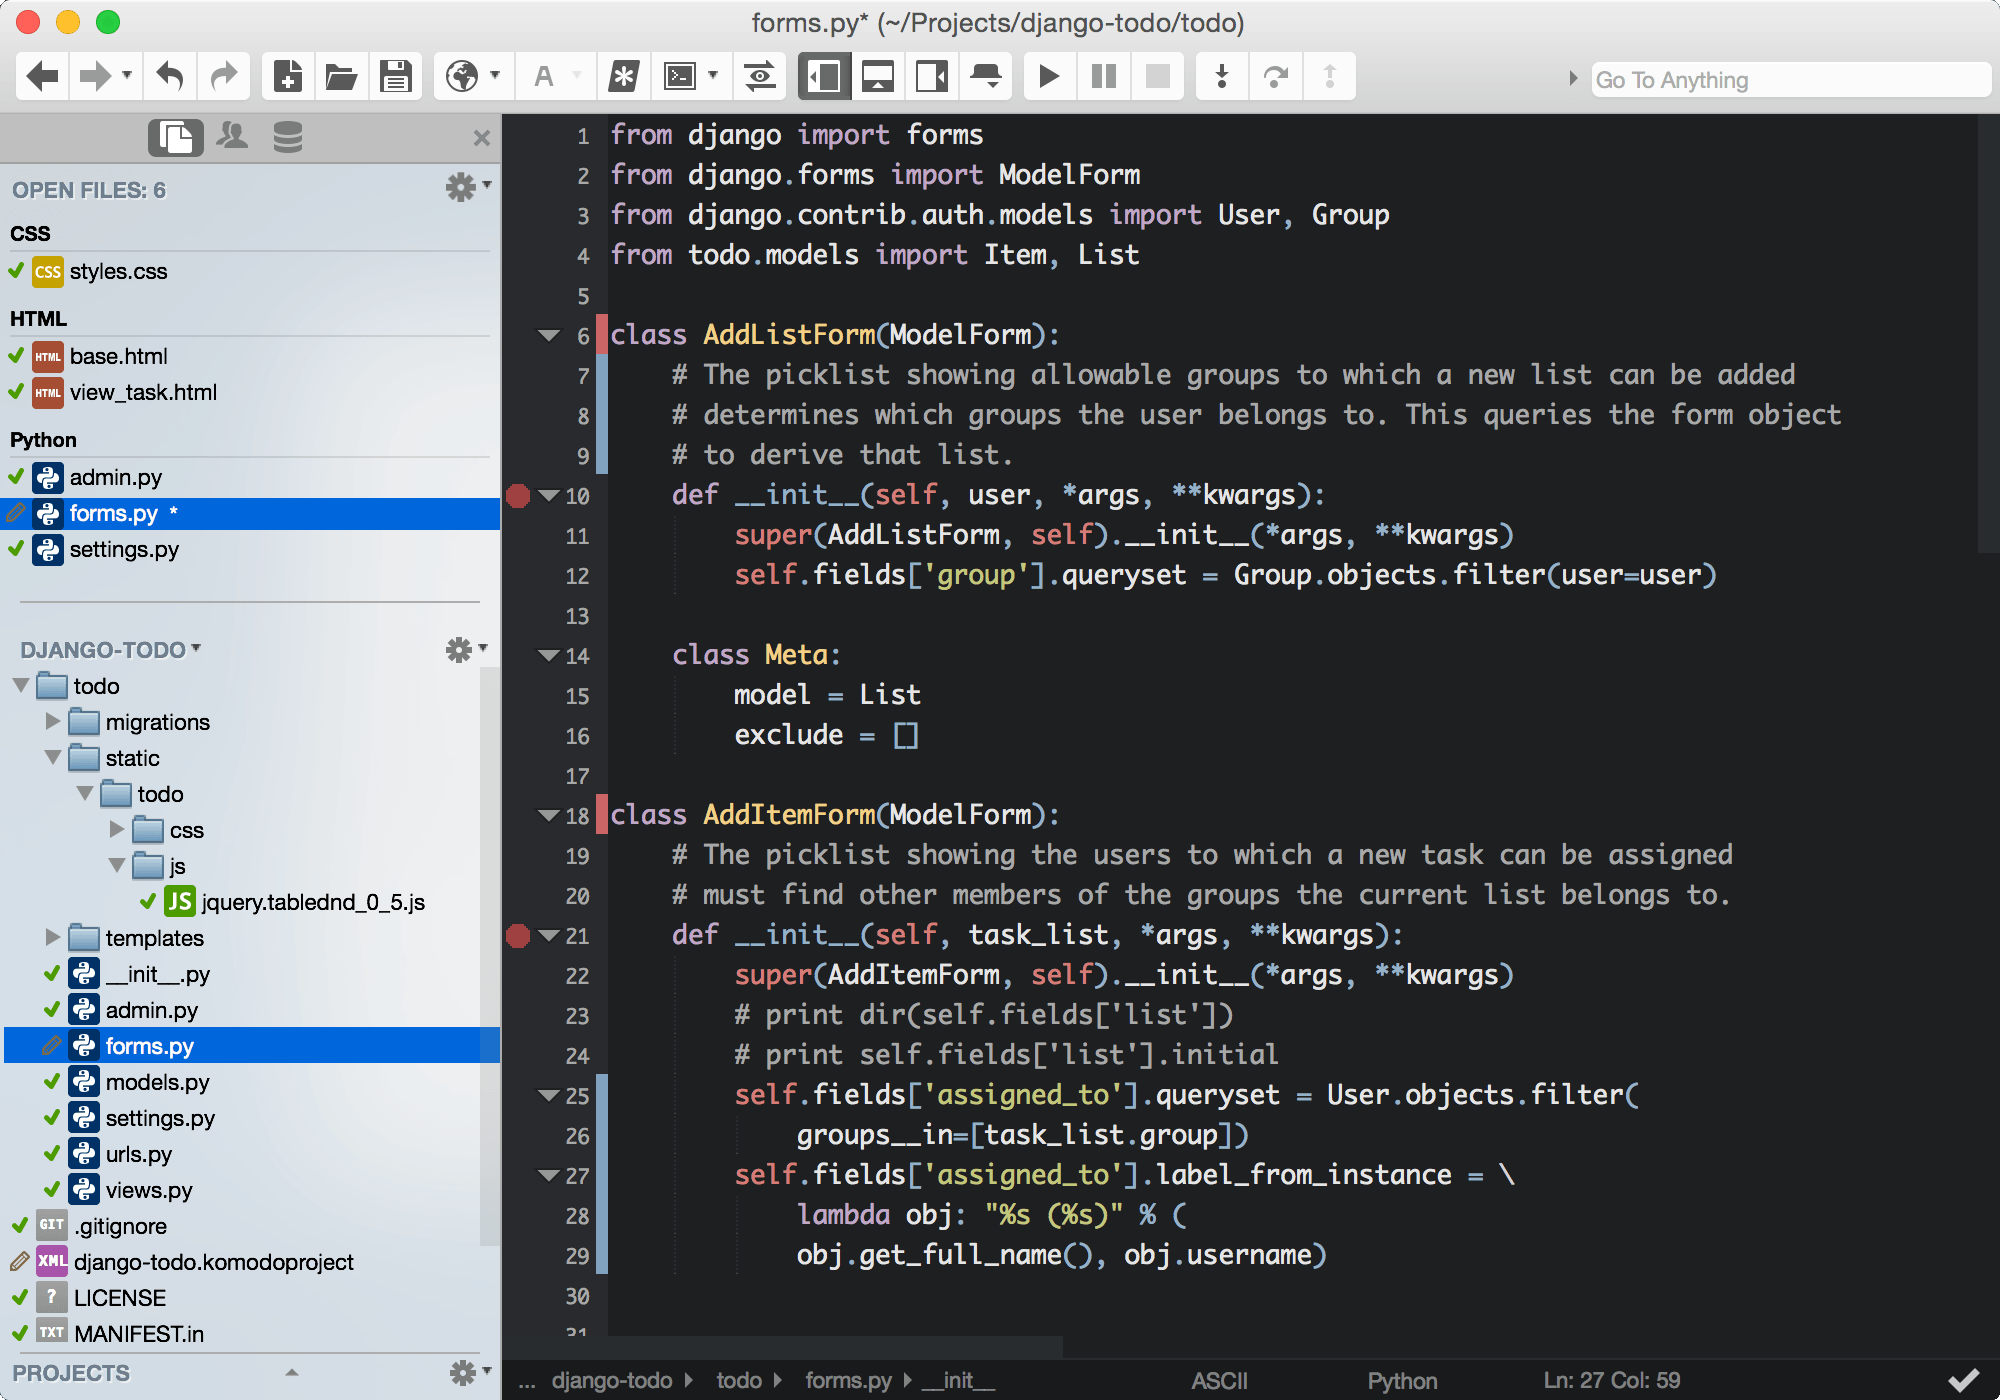 forms.py* (~/Projects/django-todo/todo)
A
Go To Anything
OPEN FILES: 6
CSS
CSS styles.css
HTML
HTML base.html
HTML view_task.html
Python
admin.py
forms.py *
settings.py
DJANGO-TODO
todo
migrations
static
todo
css
js
JS jquery.tablednd_0_5.js
templates
__init__.py
admin.py
forms.py
models.py
settings.py
urls.py
views.py
GIT .gitignore
XML django-todo.komodoproject
? LICENSE
TXT MANIFEST.in
PROJECTS
1 from django import forms
2 from django.forms import ModelForm
3 from django.contrib.auth.models import User, Group
4 from todo.models import Item, List
5
6 class AddListForm(ModelForm):
7     # The picklist showing allowable groups to which a new list can be added
8     # determines which groups the user belongs to. This queries the form object
9     # to derive that list.
10     def __init__(self, user, *args, **kwargs):
11         super(AddListForm, self).__init__(*args, **kwargs)
12         self.fields['group'].queryset = Group.objects.filter(user=user)
13
14     class Meta:
15         model = List
16         exclude = []
17
18 class AddItemForm(ModelForm):
19     # The picklist showing the users to which a new task can be assigned
20     # must find other members of the groups the current list belongs to.
21     def __init__(self, task_list, *args, **kwargs):
22         super(AddItemForm, self).__init__(*args, **kwargs)
23         # print dir(self.fields['list'])
24         # print self.fields['list'].initial
25         self.fields['assigned_to'].queryset = User.objects.filter(
26             groups__in=[task_list.group])
27         self.fields['assigned_to'].label_from_instance = \
28             lambda obj: "%s (%s)" % (
29             obj.get_full_name(), obj.username)
30
31
... django-todo todo forms.py __init__ ASCII Python Ln: 27 Col: 59